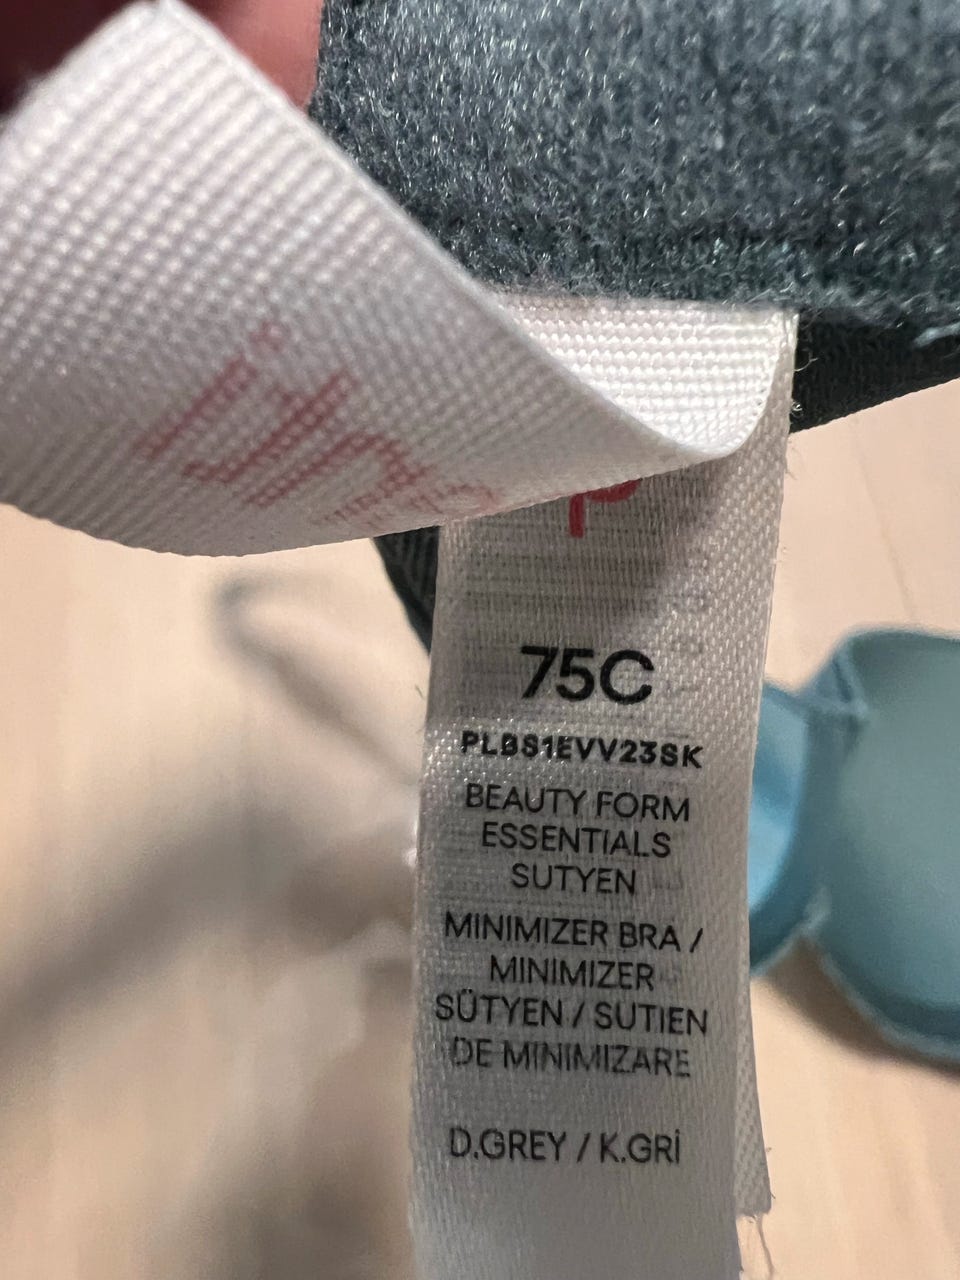 P
75C
PLBS1EVV23SK
BEAUTY FORM
ESSENTIALS
SUTYEN
MINIMIZER BRA /
MINIMIZER
SÜTYEN / SUTIEN
DE MINIMIZARE
D.GREY / K.GRİ